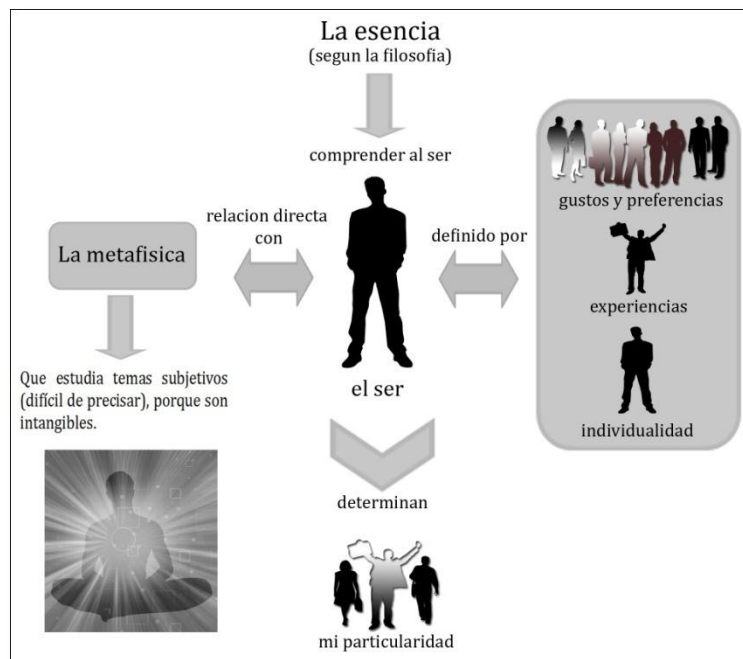 La esencia
(segun la filosofia)
comprender al ser
relacion directa
con
La metafisica
Que estudia temas subjetivos
(difícil de precisar), porque son
intangibles.
definido por
gustos y preferencias
experiencias
individualidad
el ser
determinan
mi particularidad